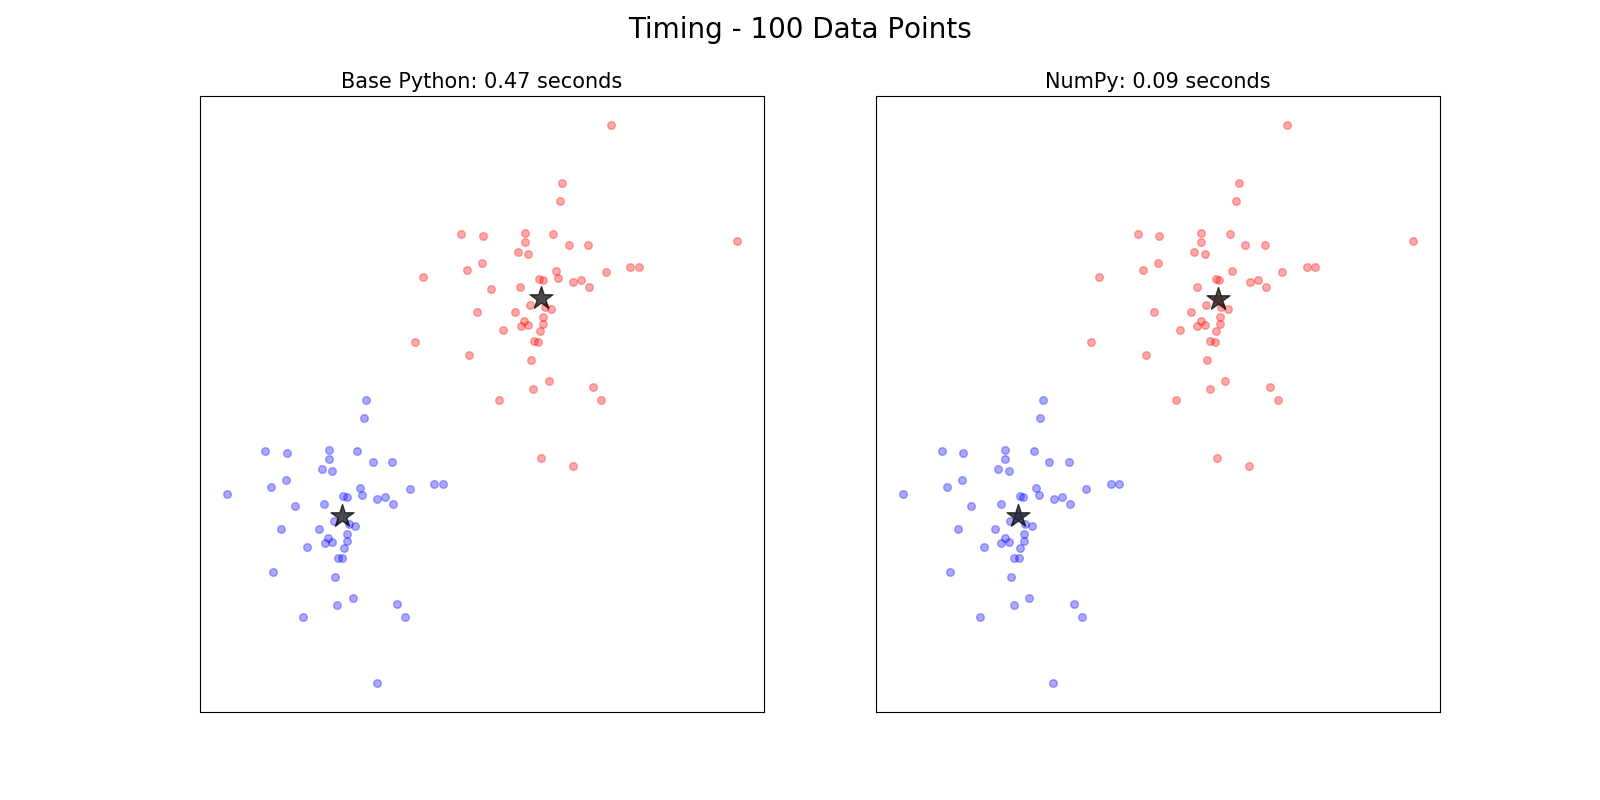 Timing - 100 Data Points
Base Python: 0.47 seconds
NumPy: 0.09 seconds